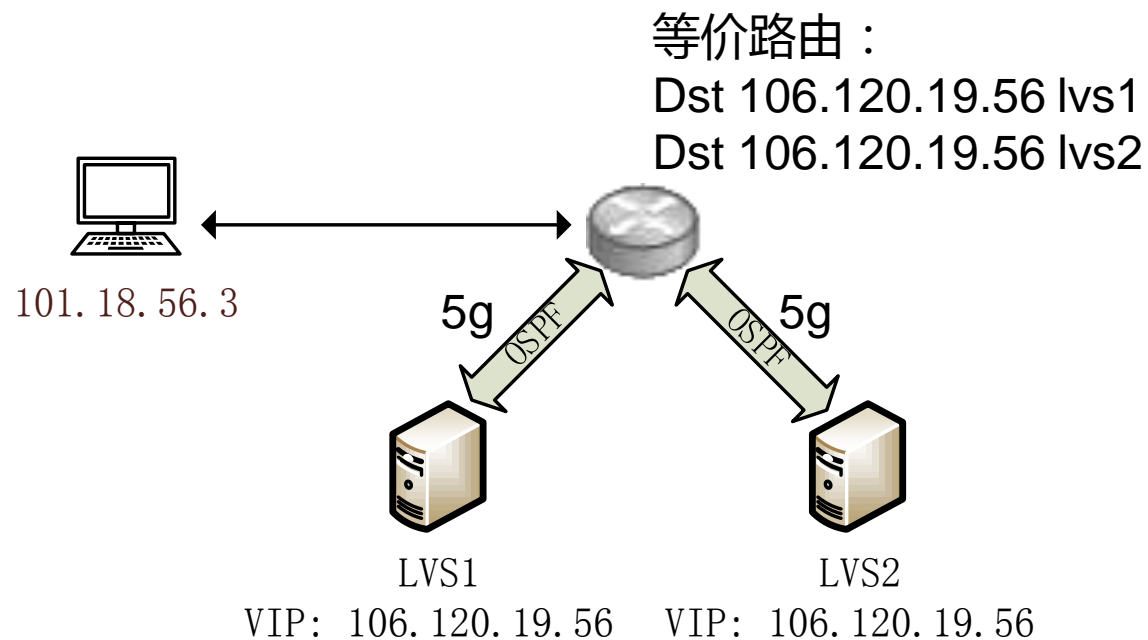 等价路由：
Dst 106.120.19.56 lvs1
Dst 106.120.19.56 lvs2
101.18.56.3
5g
OSPF
OSPF
5g
LVS1
VIP: 106.120.19.56
LVS2
VIP: 106.120.19.56